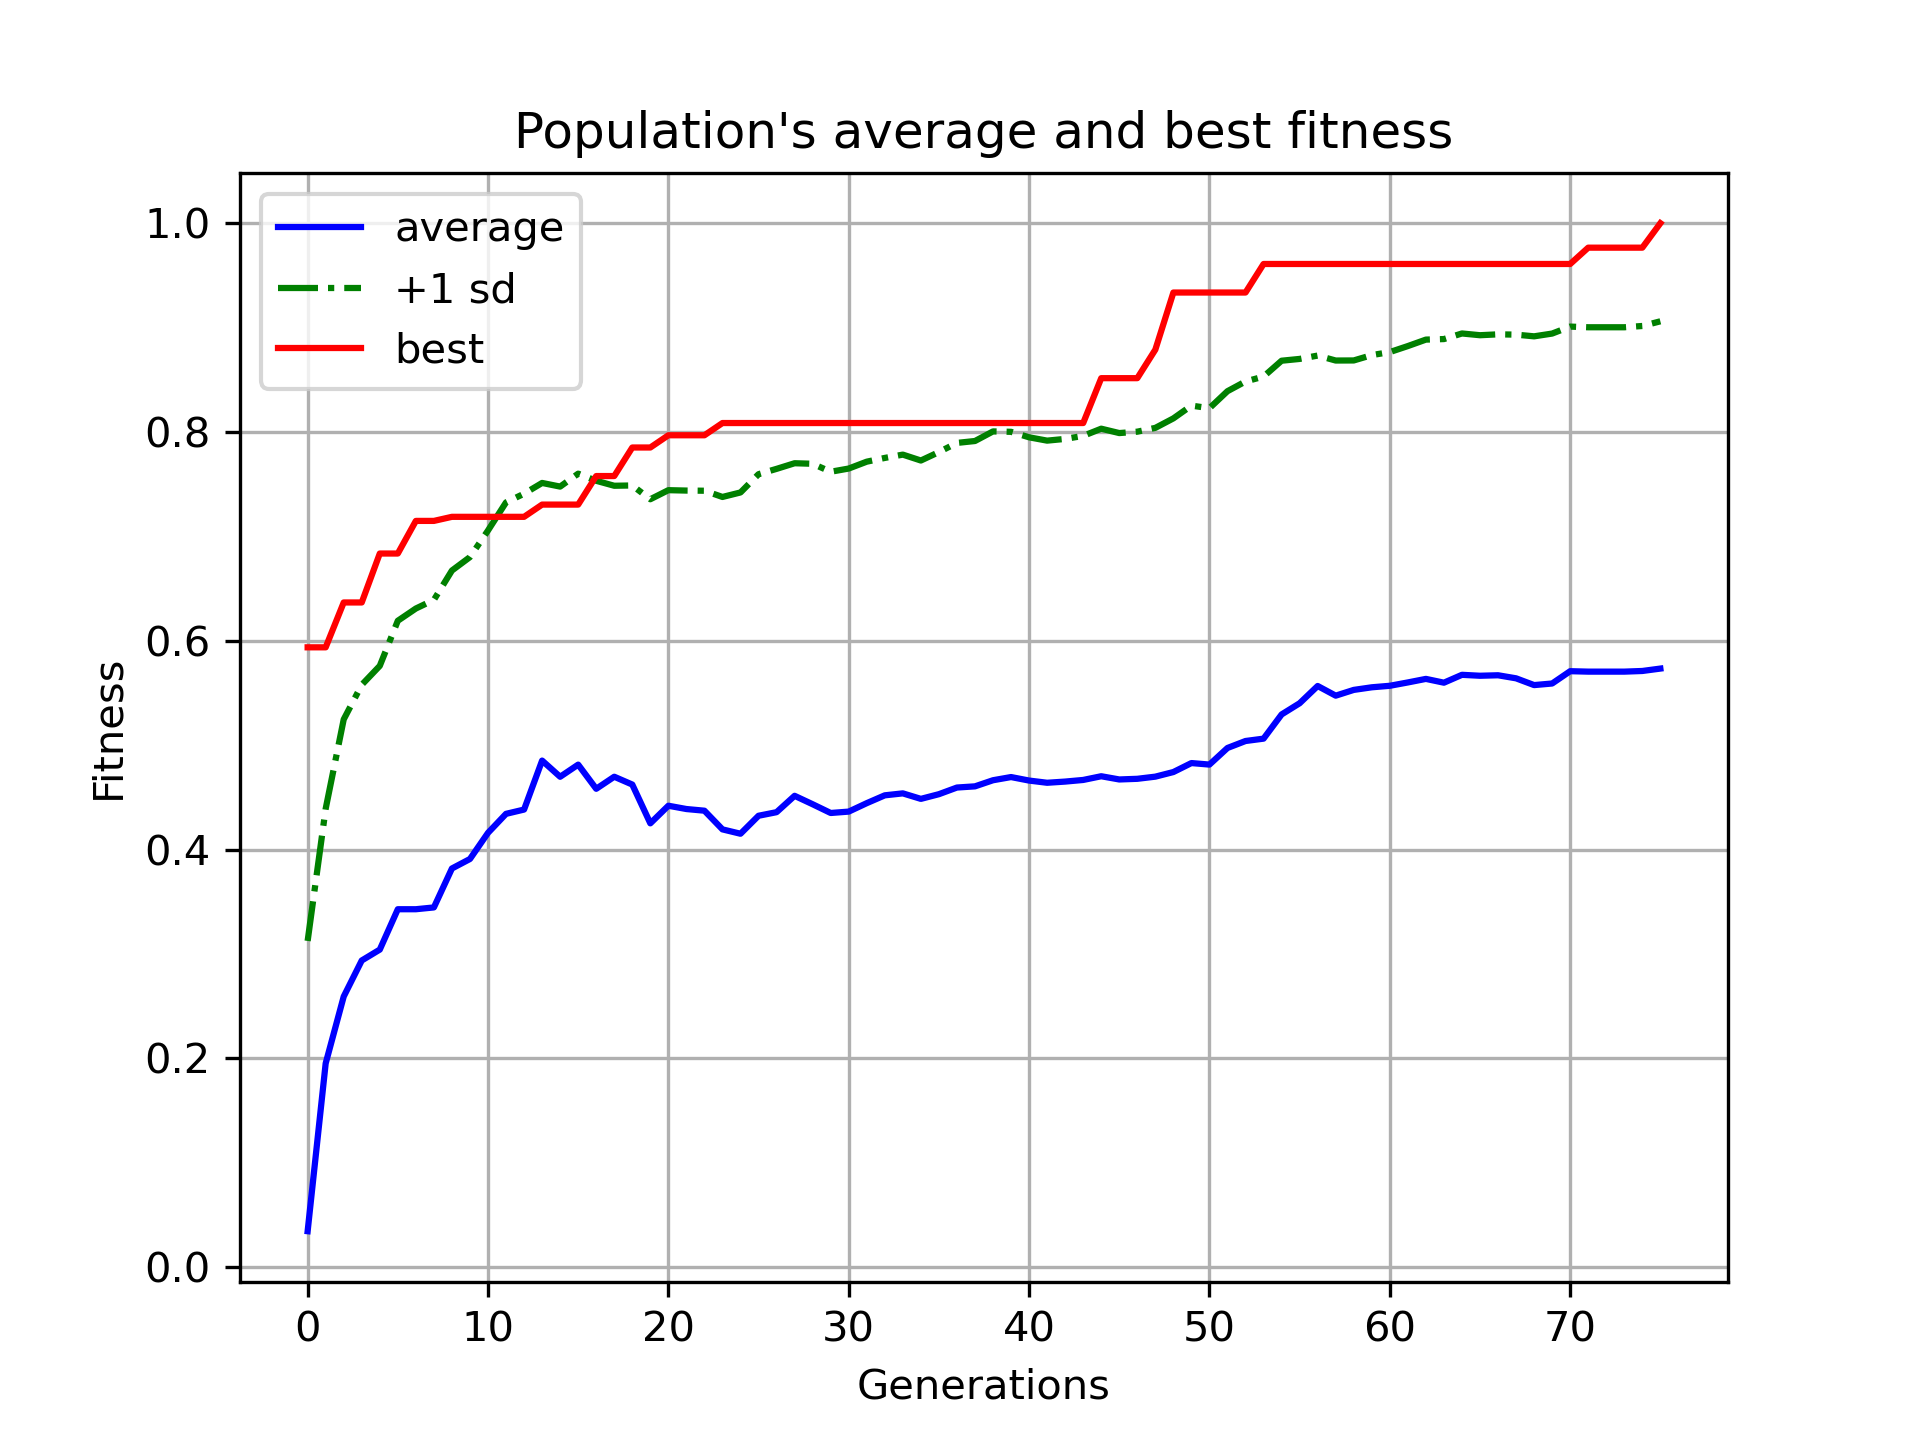 Population's average and best fitness
average
+1 sd
best
1.0
0.8
0.6
0.4
0.2
0.0
Fitness
0 10 20 30 40 50 60 70
Generations